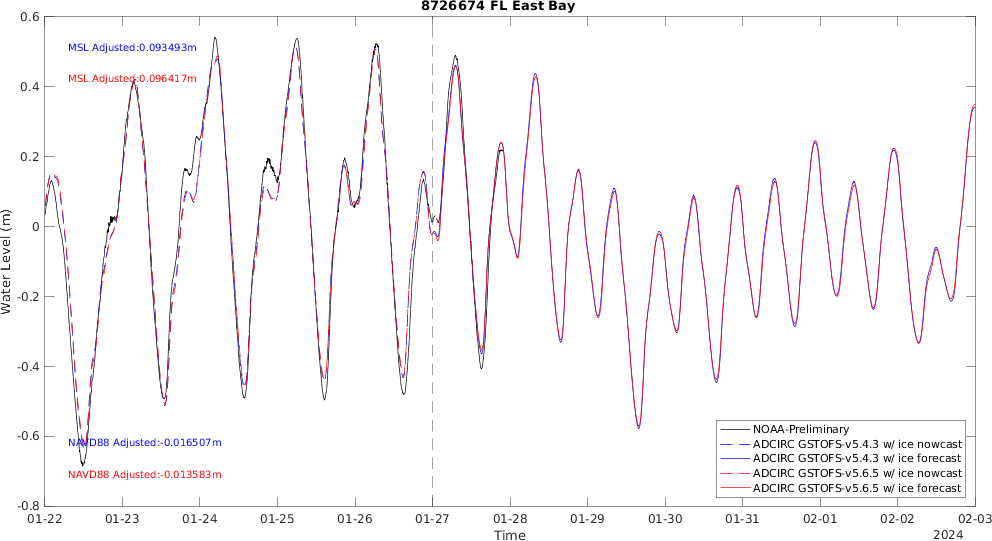 8726674 FL East Bay
0.6
MSL Adjusted:0.093493m
MSL Adjusted:0.096417m
0.4
0.2
0
-0.2
-0.4
-0.6
-0.8
Water Level (m)
NAVD88 Adjusted:-0.016507m
NAVD88 Adjusted:-0.013583m
NOAA-Preliminary
ADCIRC GSTOFS-v5.4.3 w/ ice nowcast
ADCIRC GSTOFS-v5.4.3 w/ ice forecast
ADCIRC GSTOFS-v5.6.5 w/ ice nowcast
ADCIRC GSTOFS-v5.6.5 w/ ice forecast
01-22 01-23 01-24 01-25 01-26 01-27 01-28 01-29 01-30 01-31 02-01 02-02 02-03
Time
2024